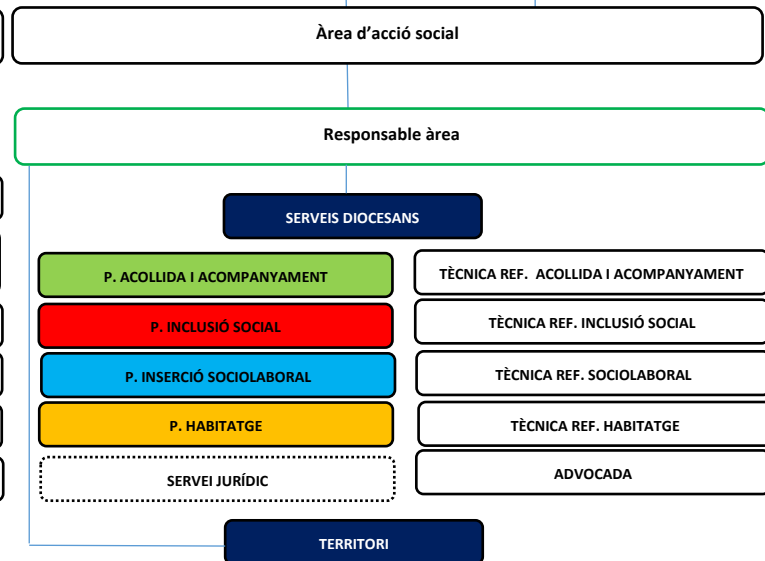 Àrea d'acció social
Responsable àrea
SERVEIS DIOCESANS
P. ACOLLIDA I ACOMPANYAMENT
TÈCNICA REF. ACOLLIDA I ACOMPANYAMENT
P. INCLUSIÓ SOCIAL
TÈCNICA REF. INCLUSIÓ SOCIAL
P. INSERCIÓ SOCIOLABORAL
TÈCNICA REF. SOCIOLABORAL
P. HABITATGE
TÈCNICA REF. HABITATGE
SERVEI JURÍDIC
ADVOCADA
TERRITORI